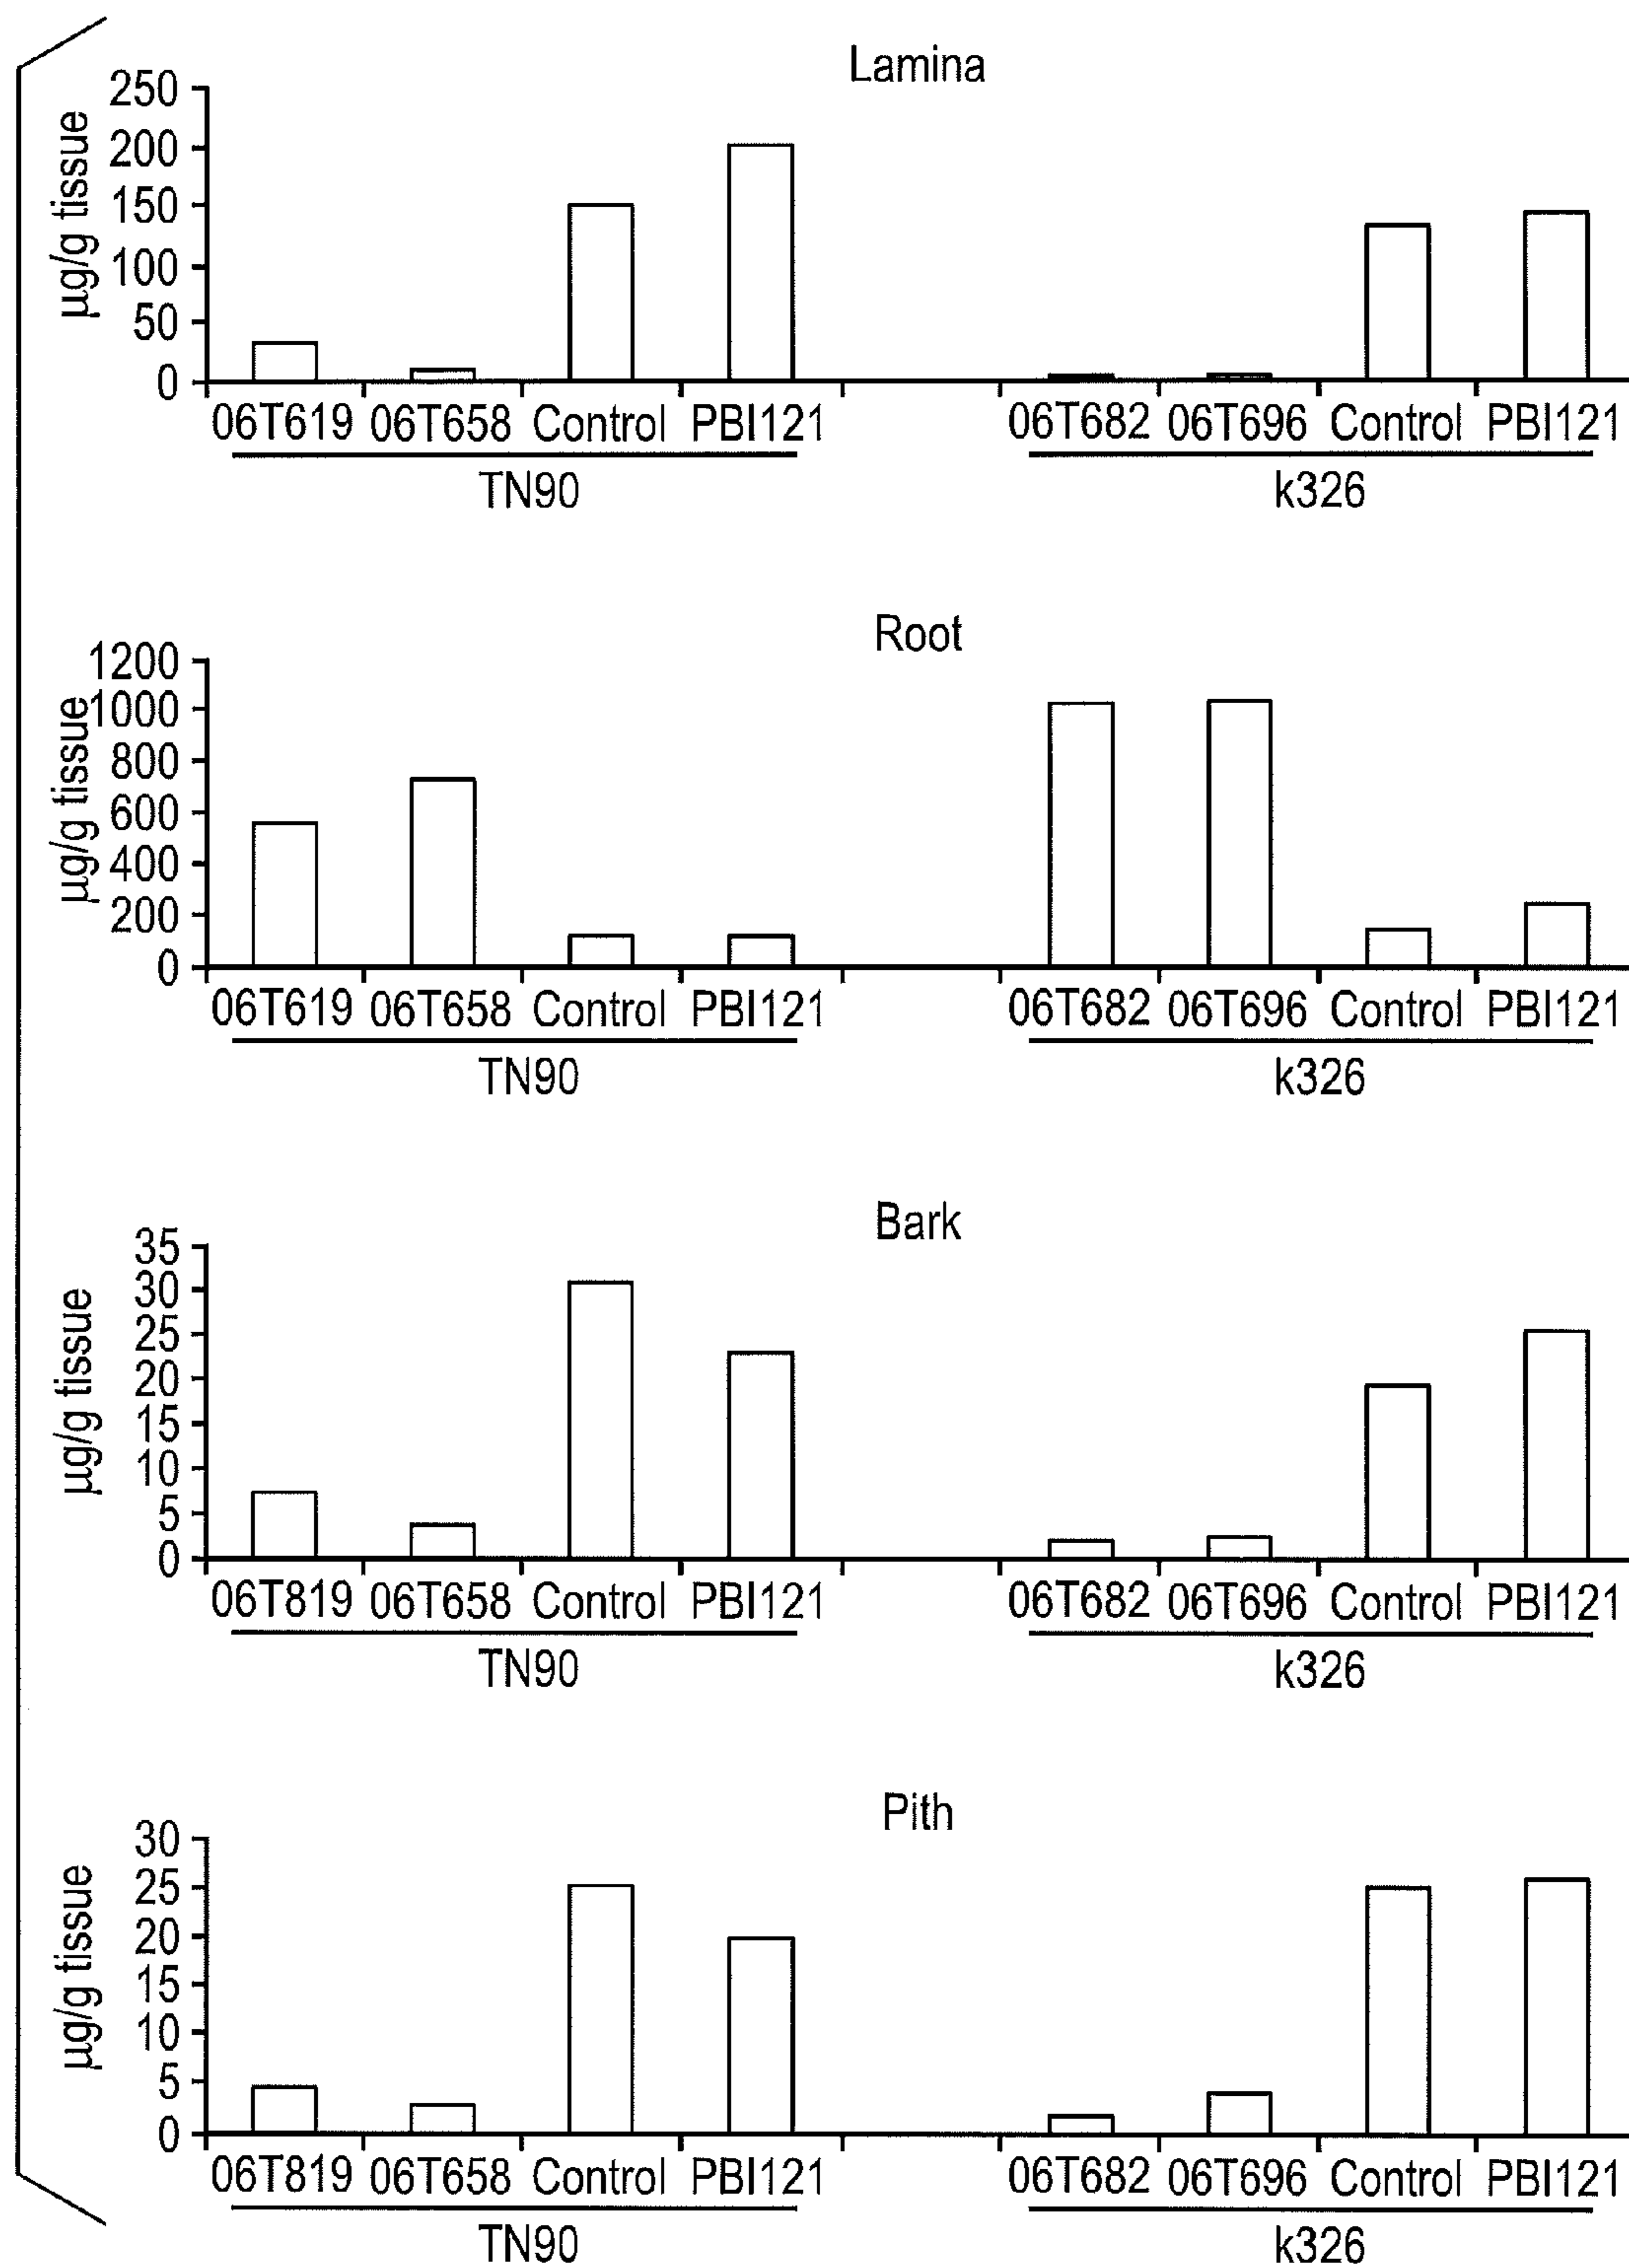 Lamina
µg/g tissue
250
200
150
100
50
0
06T619 06T658 Control PBI121 06T682 06T696 Control PBI121
TN90 k326
Root
µg/g tissue
1200
1000
800
600
400
200
0
06T619 06T658 Control PBI121 06T682 06T696 Control PBI121
TN90 k326
Bark
µg/g tissue
35
30
25
20
15
10
5
0
06T819 06T658 Control PBI121 06T682 06T696 Control PBI121
TN90 k326
Pith
µg/g tissue
30
25
20
15
10
5
0
06T819 06T658 Control PBI121 06T682 06T696 Control PBI121
TN90 k326